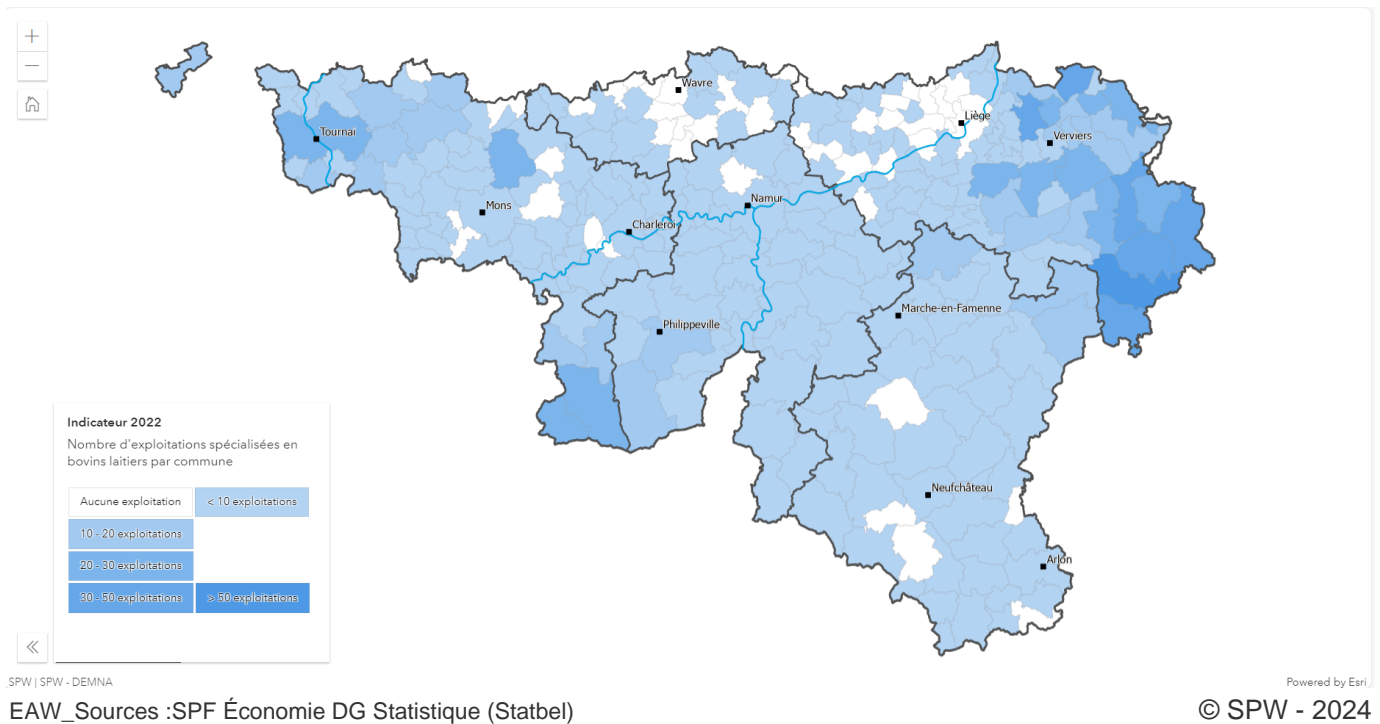 Wavre
Liège
Tournai
Verviers
Mons
Namur
Charleroi
Marche-en-Famenne
Philippeville
Neufchâteau
Arlon
Indicateur 2022
Nombre d'exploitations spécialisées en
bovins laitiers par commune
Aucune exploitation
< 10 exploitations
10 - 20 exploitations
20 - 30 exploitations
30 - 50 exploitations
> 50 exploitations
SPW | SPW - DEMNA
Powered by Esri
EAW_Sources :SPF Économie DG Statistique (Statbel)
© SPW - 2024